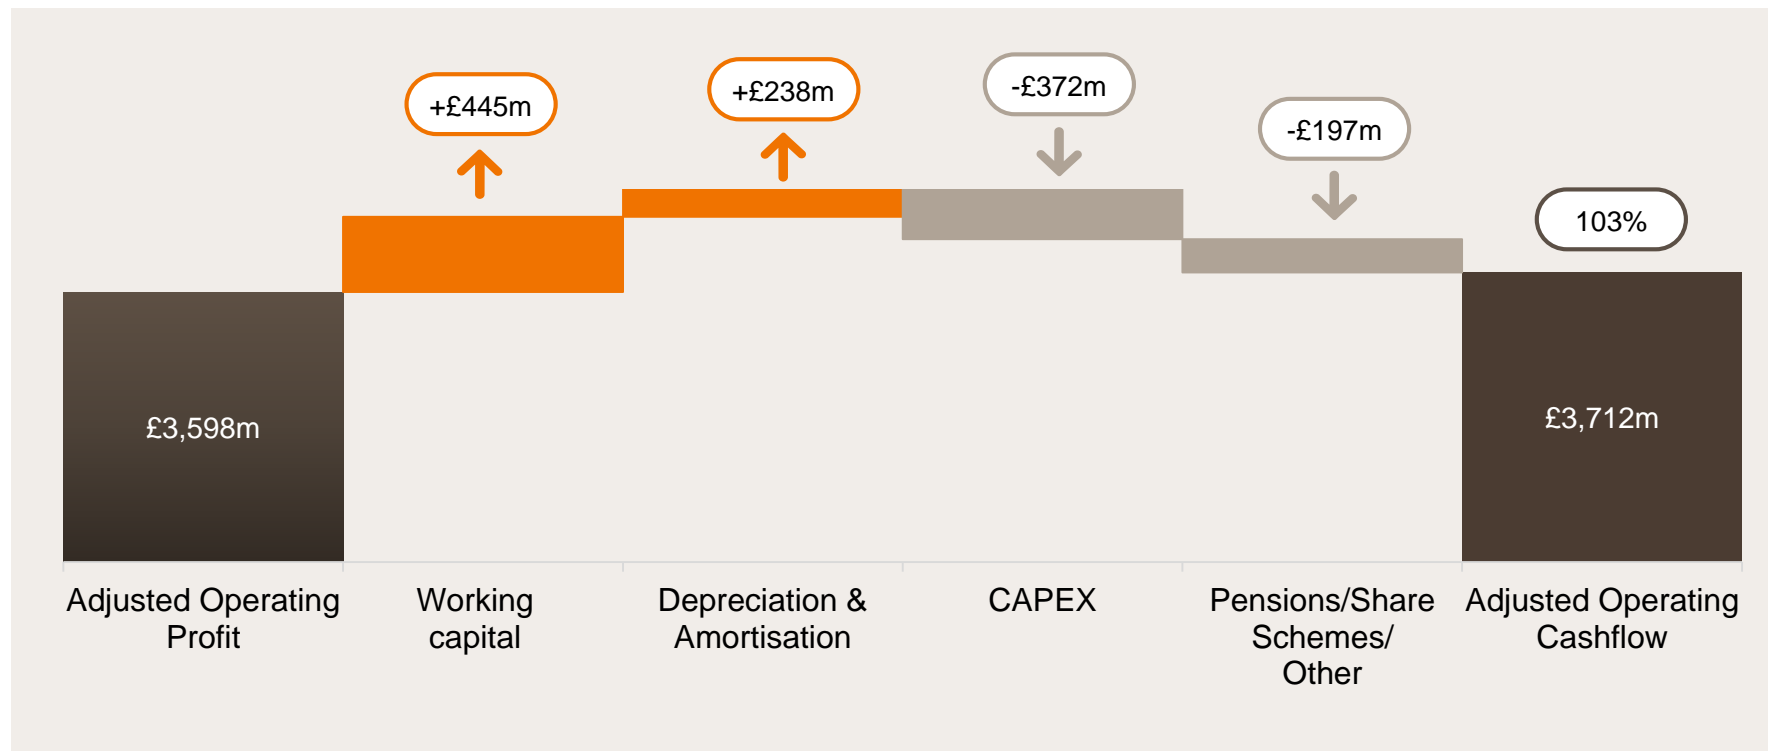 +£445m
+£238m
-£372m
-£197m
103%
£3,598m
£3,712m
Adjusted Operating
Profit
Working
capital
Depreciation &
Amortisation
CAPEX
Pensions/Share
Schemes/
Other
Adjusted Operating
Cashflow